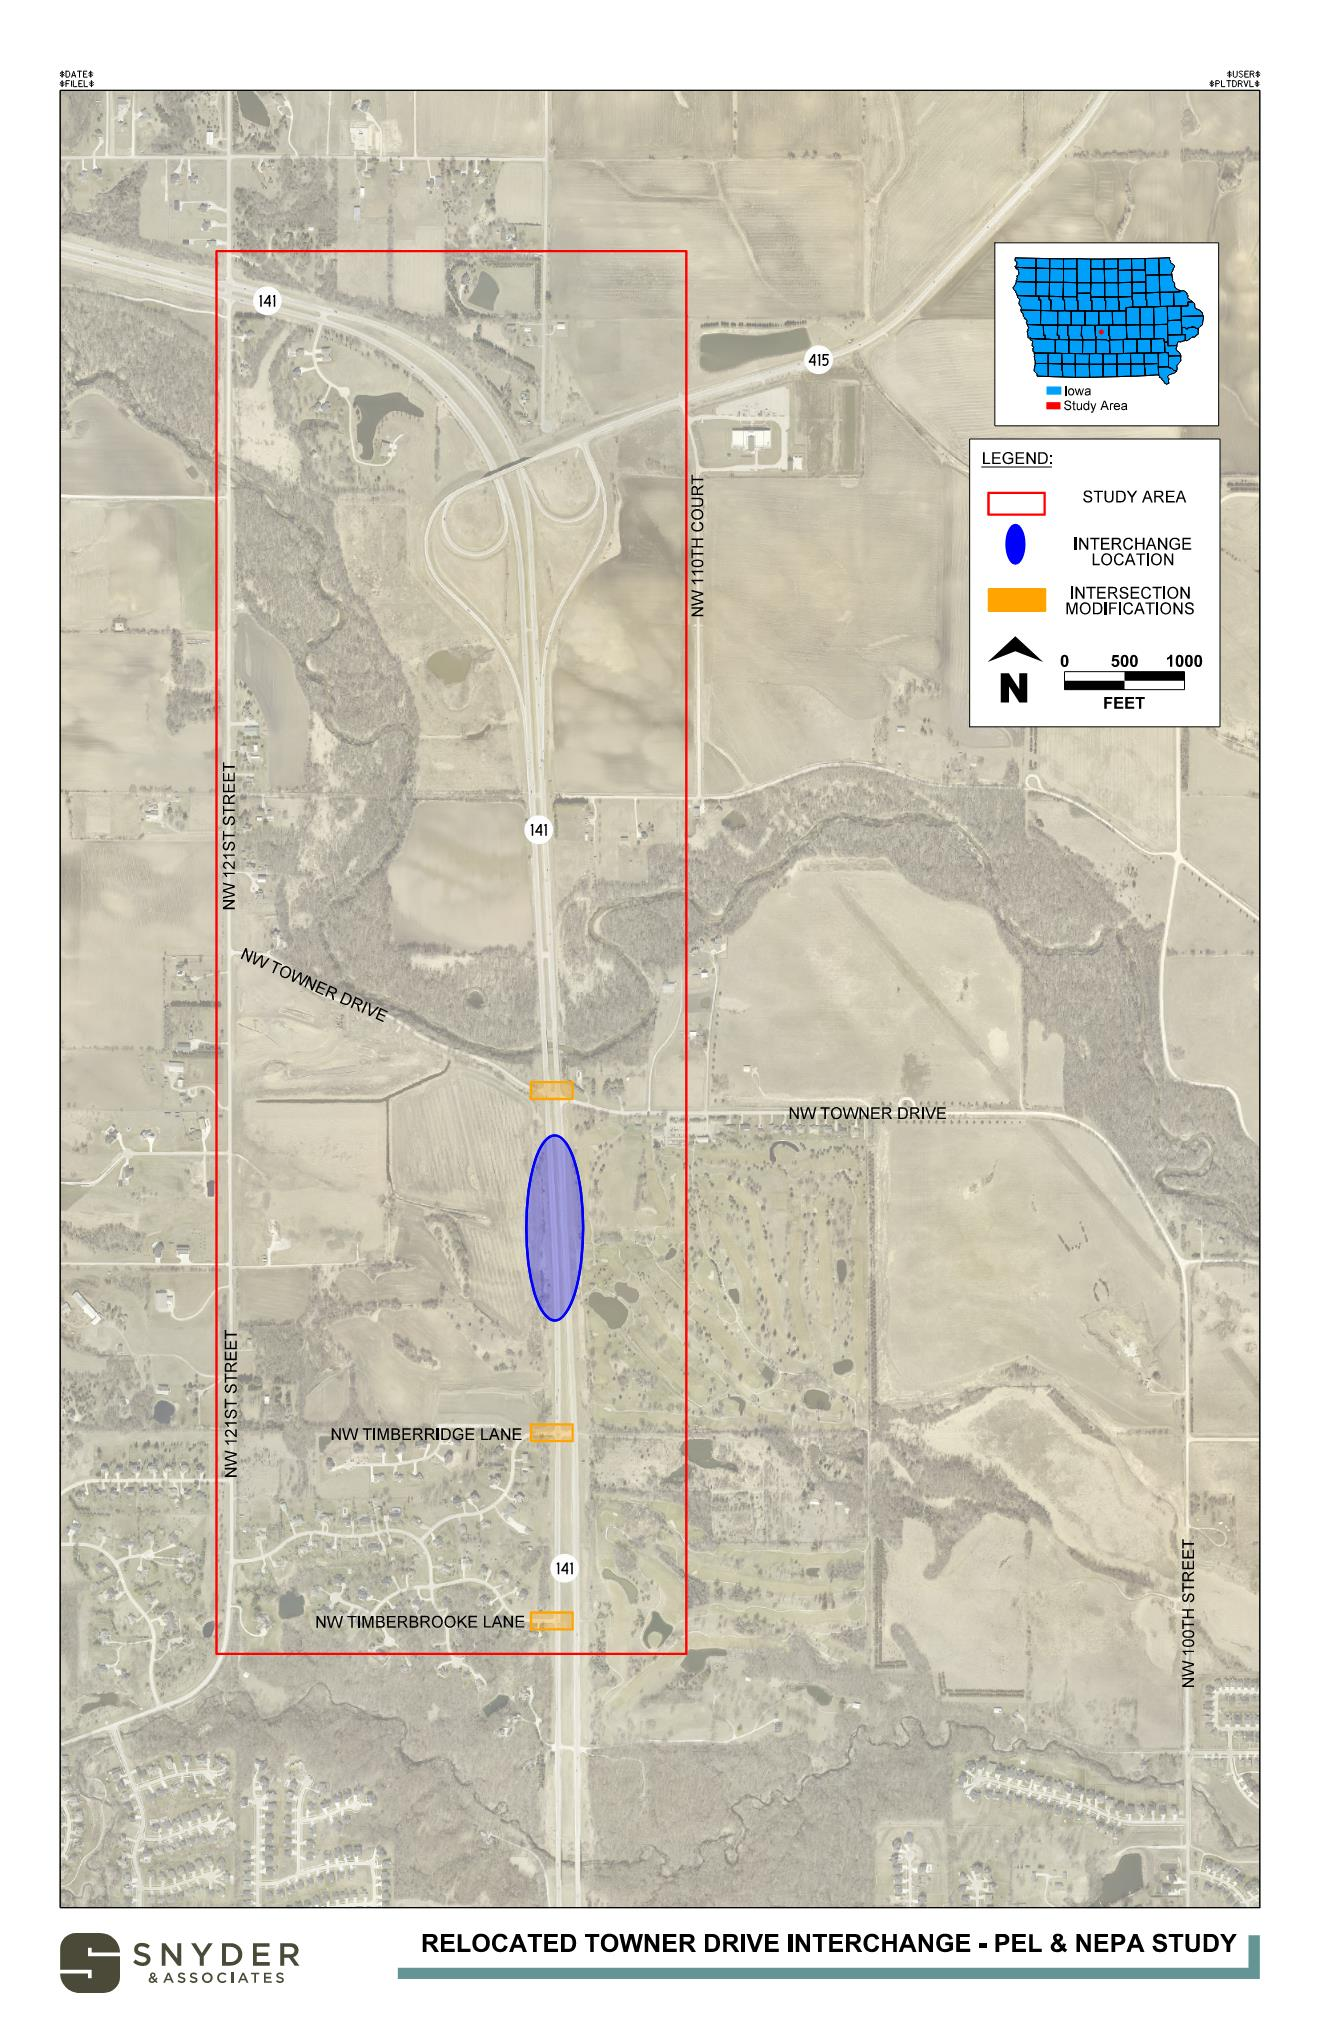 $DATE$
$FILEL$
$USER$
$PLTDRVL$
141
415
Iowa
Study Area
LEGEND:
STUDY AREA
INTERCHANGE
LOCATION
INTERSECTION
MODIFICATIONS
N
0 500 1000
FEET
NW 110TH COURT
NW 121ST STREET
141
NW TOWNER DRIVE
NW TOWNER DRIVE
NW 121ST STREET
NW TIMBERRIDGE LANE
141
NW TIMBERBROOKE LANE
NW 100TH STREET
SNYDER
& ASSOCIATES
RELOCATED TOWNER DRIVE INTERCHANGE - PEL & NEPA STUDY